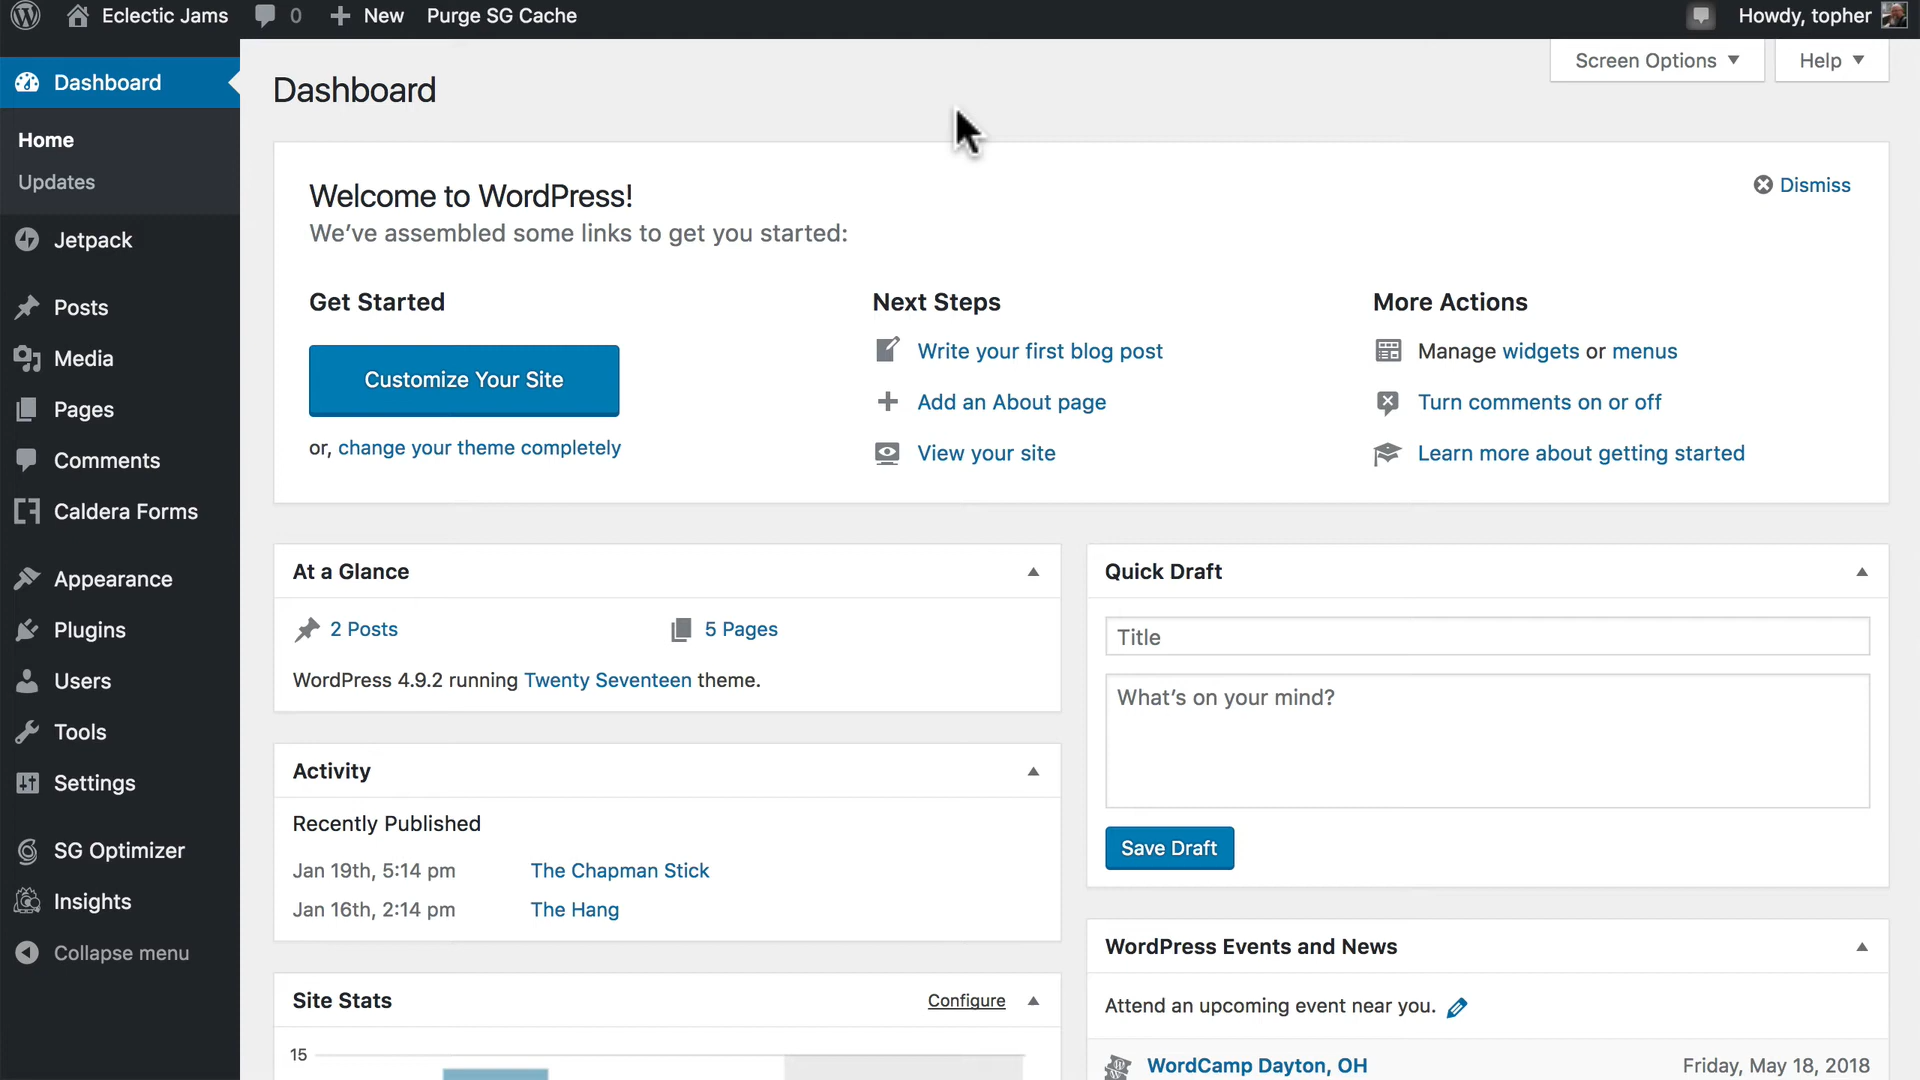 Eclectic Jams
0
New
Purge SG Cache
Howdy, topher
Screen Options
Help
Dashboard
Home
Updates
Jetpack
Posts
Media
Pages
Comments
Caldera Forms
Appearance
Plugins
Users
Tools
Settings
SG Optimizer
Insights
Collapse menu
Dashboard
Welcome to WordPress!
Dismiss
We’ve assembled some links to get you started:
Get Started
Customize Your Site
or, change your theme completely
Next Steps
Write your first blog post
Add an About page
View your site
More Actions
Manage widgets or menus
Turn comments on or off
Learn more about getting started
At a Glance
2 Posts
5 Pages
WordPress 4.9.2 running Twenty Seventeen theme.
Activity
Recently Published
Jan 19th, 5:14 pm The Chapman Stick
Jan 16th, 2:14 pm The Hang
Site Stats
Configure
15
Quick Draft
Title
What’s on your mind?
Save Draft
WordPress Events and News
Attend an upcoming event near you.
WordCamp Dayton, OH
Friday, May 18, 2018